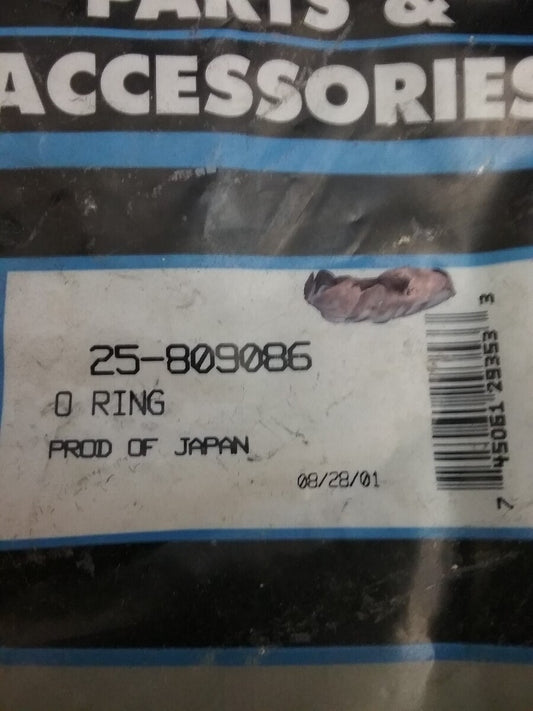 PARTS &
ACCESSORIES
25-809086
O RING
PROD OF JAPAN
08/28/01
7 45061 29353 3